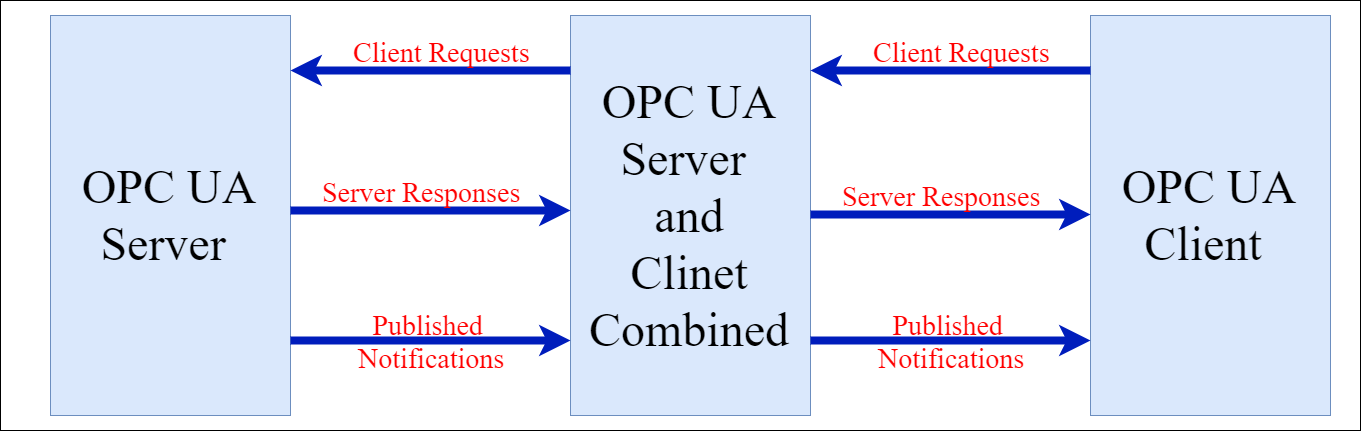 OPC UA
Server
Client Requests
Server Responses
Published
Notifications
OPC UA
Server
and
Clinet
Combined
Client Requests
Server Responses
Published
Notifications
OPC UA
Client